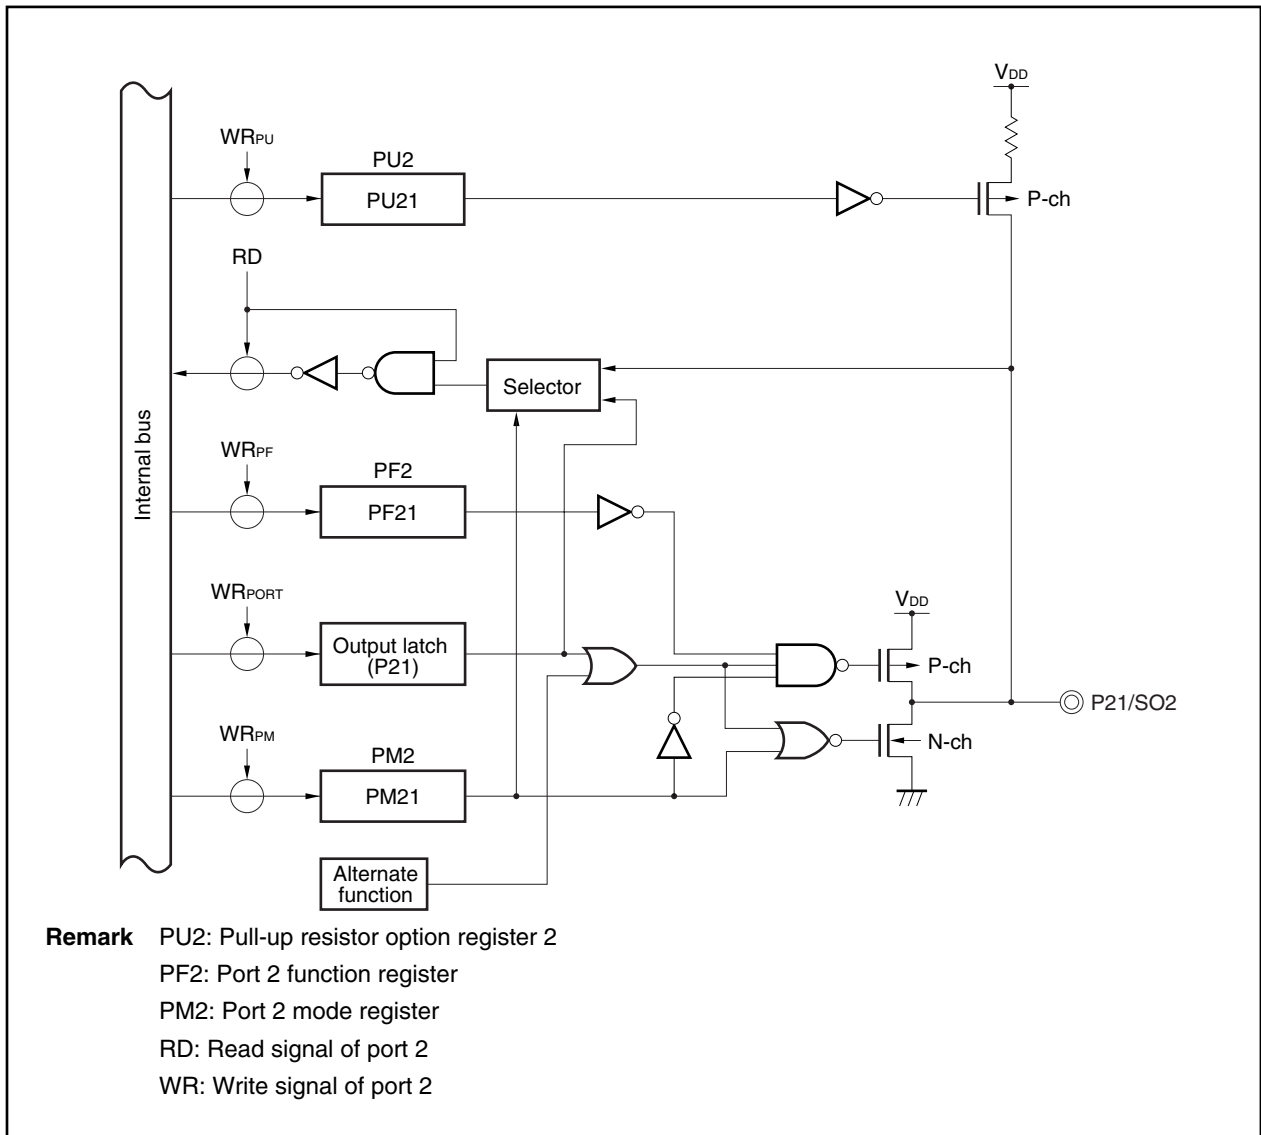 VDD
WRPU
PU2
PU21
P-ch
RD
Selector
Internal bus
WRPF
PF2
PF21
WRPORT
VDD
Output latch
(P21)
P-ch
P21/SO2
WRPM
N-ch
PM2
PM21
Alternate
function
Remark PU2: Pull-up resistor option register 2
PF2: Port 2 function register
PM2: Port 2 mode register
RD: Read signal of port 2
WR: Write signal of port 2